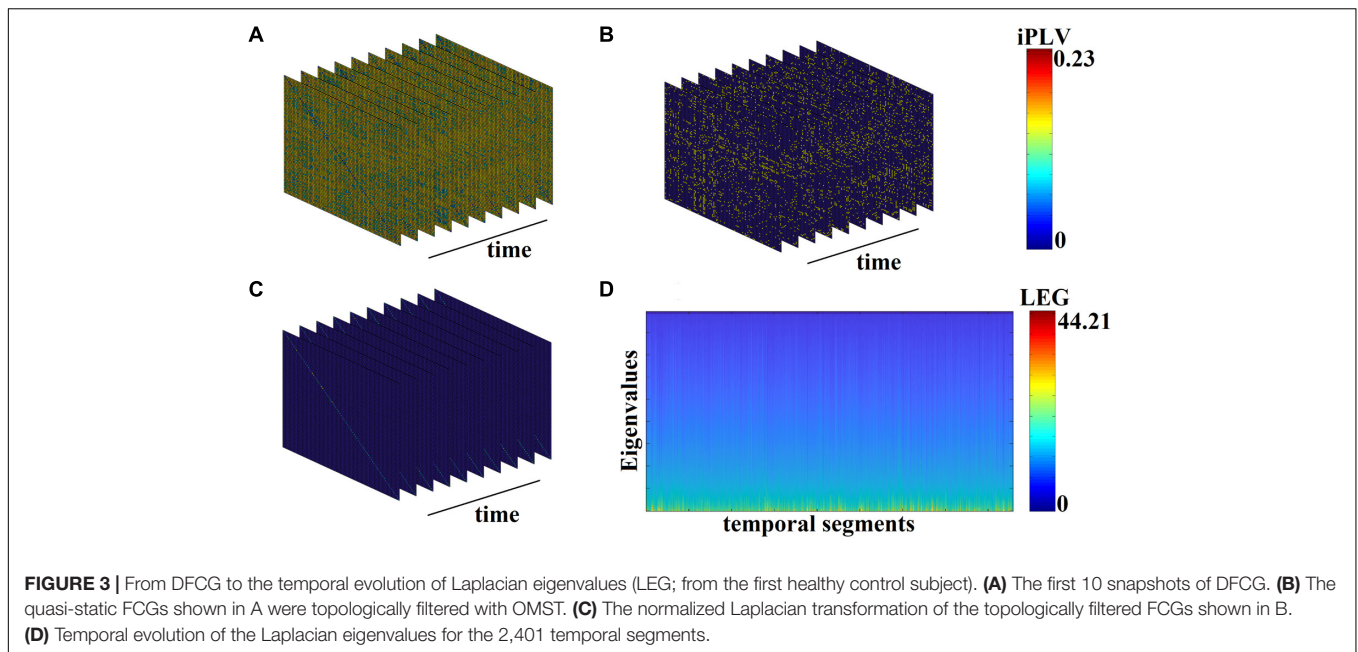 A
B
iPLV
0.23
0
time
time
C
D
LEG
44.21
0
Eigenvalues
time
temporal segments
FIGURE 3 | From DFCG to the temporal evolution of Laplacian eigenvalues (LEG; from the first healthy control subject). (A) The first 10 snapshots of DFCG. (B) The
quasi-static FCGs shown in A were topologically filtered with OMST. (C) The normalized Laplacian transformation of the topologically filtered FCGs shown in B.
(D) Temporal evolution of the Laplacian eigenvalues for the 2,401 temporal segments.